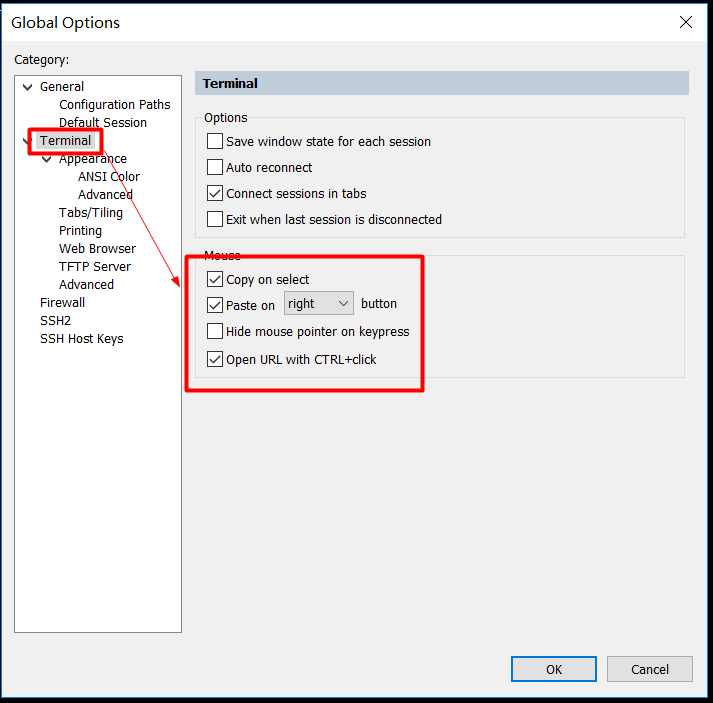 Global Options
Category:
General
Configuration Paths
Default Session
Terminal
Appearance
ANSI Color
Advanced
Tabs/Tiling
Printing
Web Browser
TFTP Server
Advanced
Firewall
SSH2
SSH Host Keys
Terminal
Options
Save window state for each session
Auto reconnect
Connect sessions in tabs
Exit when last session is disconnected
Mouse
Copy on select
Paste on right button
Hide mouse pointer on keypress
Open URL with CTRL+click
OK Cancel